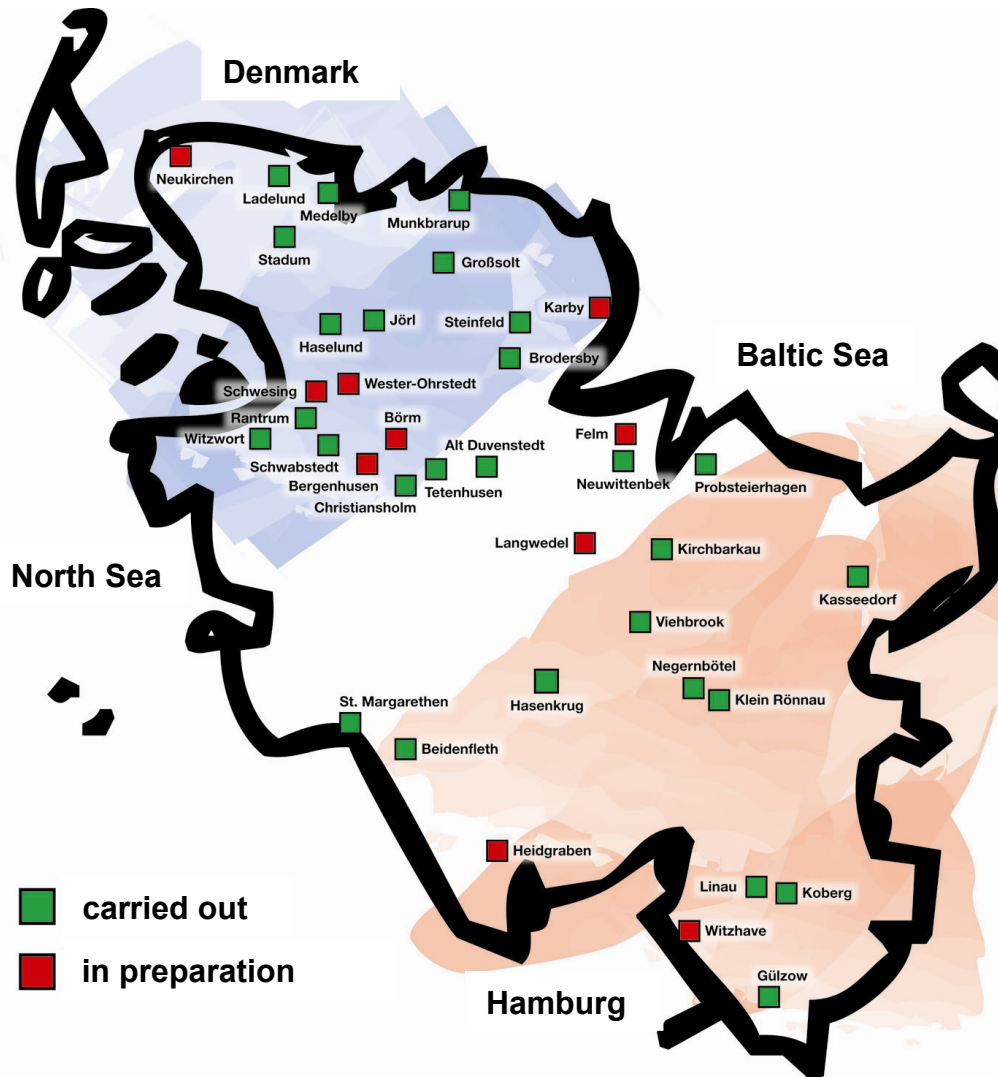 Denmark
Neukirchen
Ladelund
Medelby
Munkbrarup
Stadum
Großsolt
Karby
Jörl
Steinfeld
Haselund
Brodersby
Baltic Sea
Schwesing
Wester-Ohrstedt
Rantrum
Börm
Witzwort
Felm
Alt Duvenstedt
Schwabstedt
Neuwittenbek
Probsteierhagen
Bergenhusen
Tetenhusen
Christiansholm
Langwedel
Kirchbarkau
North Sea
Kasseedorf
Viehbrook
Negernbötel
Klein Rönnau
St. Margarethen
Hasenkrug
Beidenfleth
Heidgraben
Linau
Koberg
carried out
Witzhave
in preparation
Gülzow
Hamburg